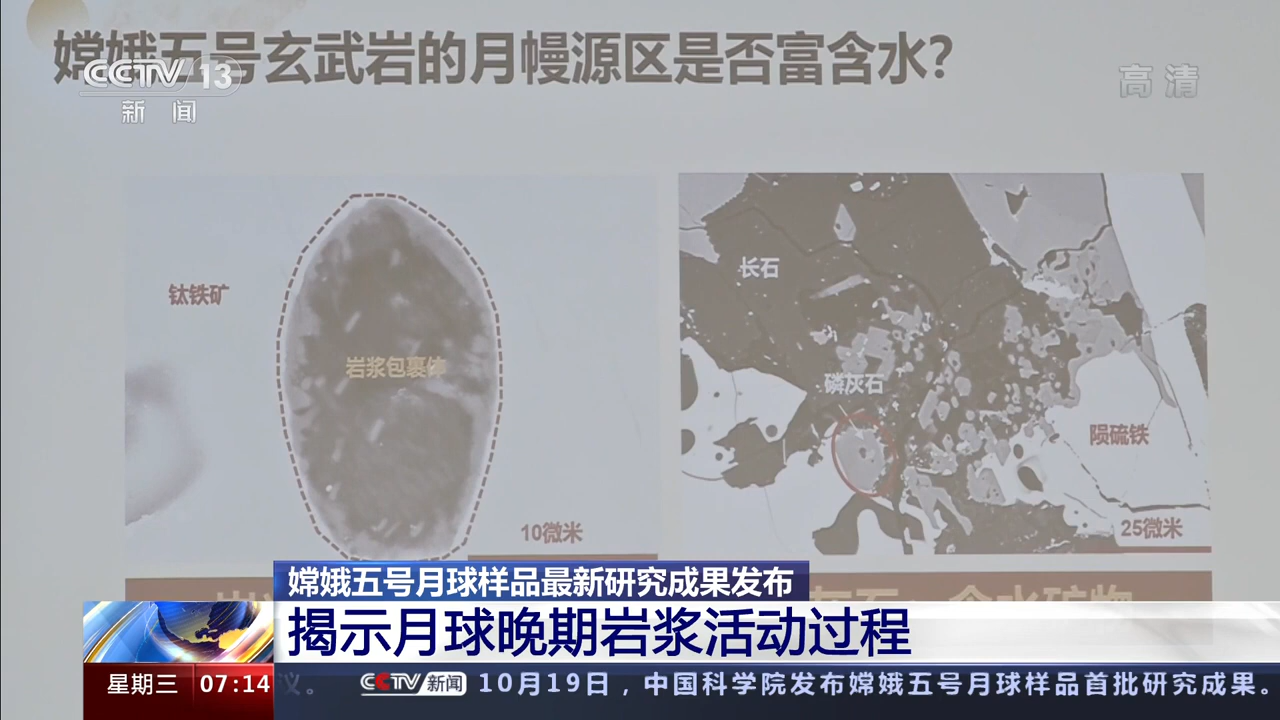 嫦娥五号玄武岩的月幔源区是否富含水?
CCTV 13
新闻
高清
钛铁矿
岩浆包裹体
10微米
长石
磷灰石
陨硫铁
25微米
嫦娥五号月球样品最新研究成果发布
揭示月球晚期岩浆活动过程
星期三 07:14
议。 CCTV新闻 10月19日，中国科学院发布嫦娥五号月球样品首批研究成果。